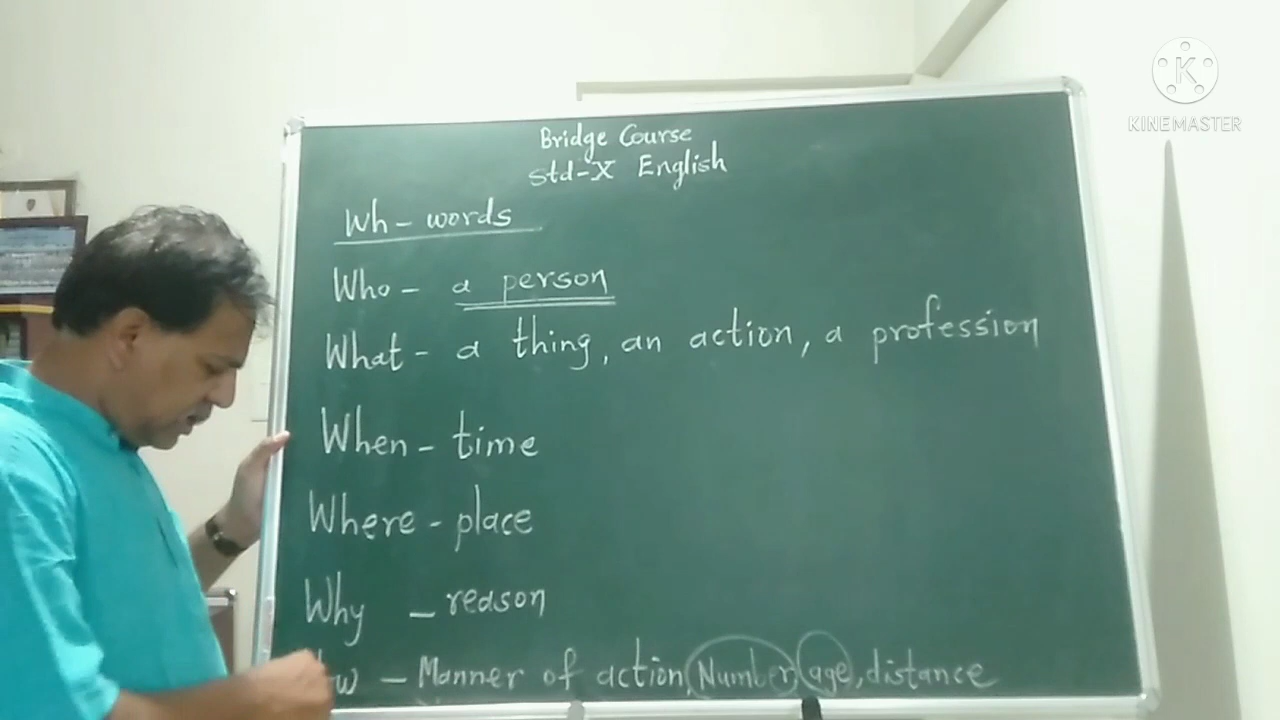 Bridge Course
Std-X English
Wh- words
Who - a person
What - a thing, an action, a profession
When - time
Where - place
Why - reason
- Manner of action, Number, age, distance
K
KINEMASTER